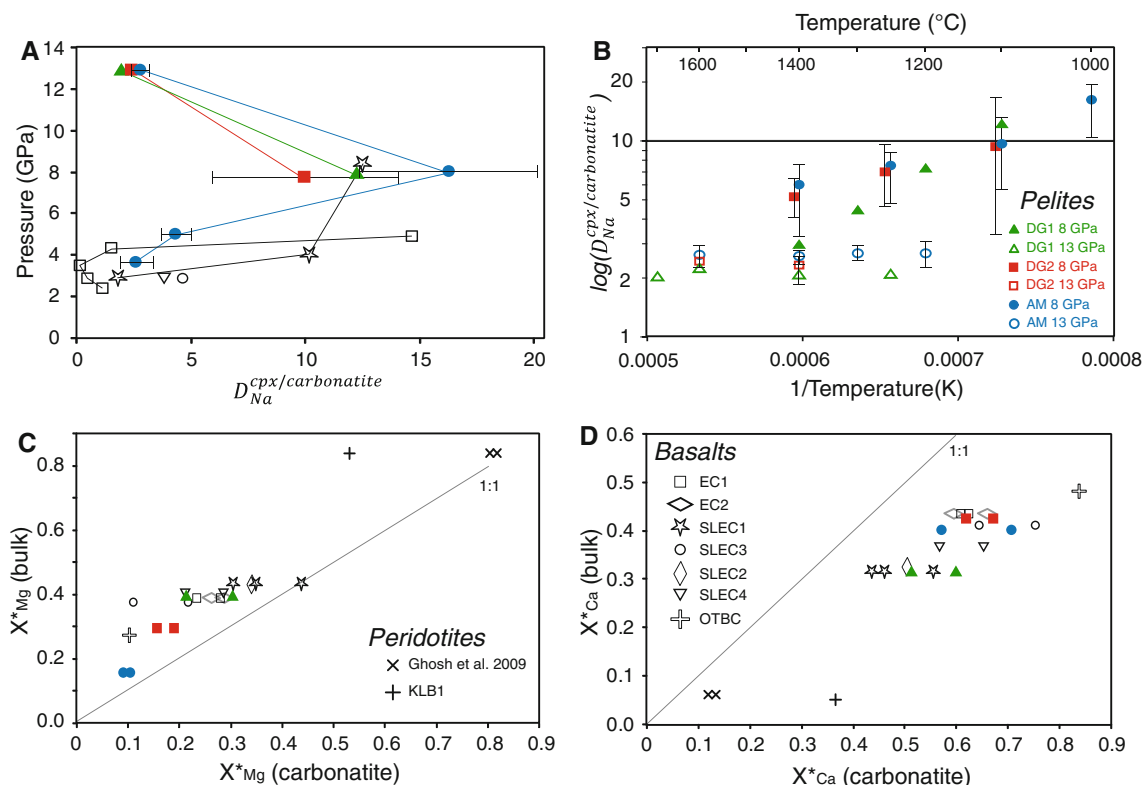 A
Pressure (GPa)
14
12
10
8
6
4
2
0
0
5
10
15
20
D_{Na}^{cpx/carbonatite}
B
Temperature (°C)
1600
1400
1200
1000
log(D_{Na}^{cpx/carbonatite})
20
10
5
2
1
Pelites
DG1 8 GPa
DG1 13 GPa
DG2 8 GPa
DG2 13 GPa
AM 8 GPa
AM 13 GPa
0.0005
0.0006
0.0007
0.0008
1/Temperature(K)
C
X*Mg (bulk)
0.8
0.6
0.4
0.2
0.0
1:1
Peridotites
Ghosh et al. 2009
KLB1
0
0.1
0.2
0.3
0.4
0.5
0.6
0.7
0.8
0.9
X*Mg (carbonatite)
D
X*Ca (bulk)
0.6
0.5
0.4
0.3
0.2
0.1
0.0
1:1
Basalts
EC1
EC2
SLEC1
SLEC3
SLEC2
SLEC4
OTBC
0
0.1
0.2
0.3
0.4
0.5
0.6
0.7
0.8
0.9
X*Ca (carbonatite)